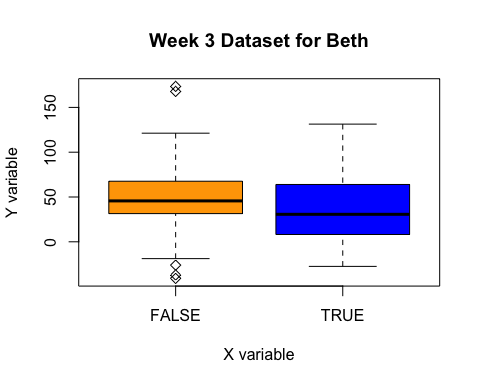 Week 3 Dataset for Beth
Y variable
150
100
50
0
FALSE TRUE
X variable